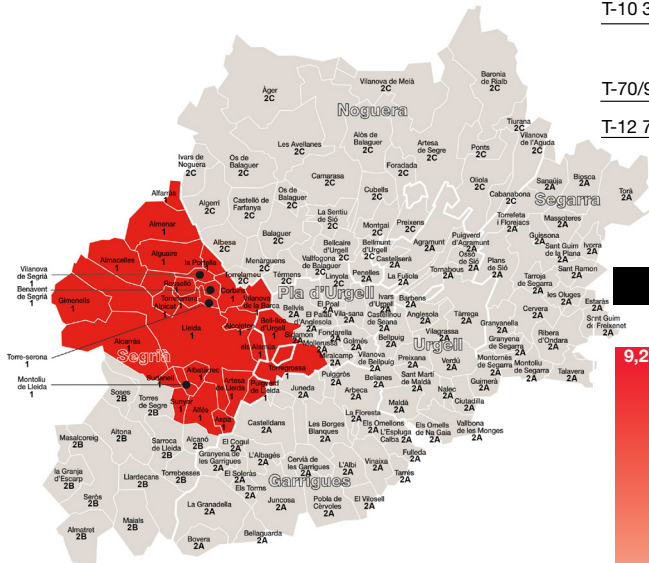 T-10 3
T-70/9
T-12 7
9,2
Àger
2C
Vilanova de Meià
2C
Baronia
de Rialb
2C
Noguera
Tiurana
2C
Vilanova
de l'Aguda
2C
Les Avellanes
2C
Alòs de
Balaguer
2C
Artesa
de Segre
2C
Ponts
2C
Ivars de
Noguera
2C
Os de
Balaguer
2C
Camarasa
2C
Foradada
2C
Oliola
2C
Cabanabona
2C
Sanaüja
2A
Biosca
2A
Torà
2A
Segarra
Alfarràs
1
Algerri
2C
Castelló de
Farfanya
2C
Os de
Balaguer
2C
Cubells
2C
La Sentiu
de Sió
2C
Montgai
2C
Preixens
2C
Torrefeta
i Florejacs
2A
Massoteres
2A
Almenar
1
Albesa
2C
Balaguer
2C
Bellcaire
d'Urgell
2C
Bellmunt
d'Urgell
2C
Agramunt
2A
Puigverd
d'Agramunt
2A
Guissona
2A
Sant Guim
de la Plana
2A
Ivorra
2A
Almacelles
1
Alguaire
1
la Portella
Menàrguens
2C
Vallfogona
de Balaguer
2C
Castellserà
2A
Ossó
de Sió
2A
Plans
de Sió
2A
Sant Ramon
2A
Vilanova
de Segrià
1
Torrelameu
2C
Térmens
2C
Linyola
2C
Penelles
2A
La Fuliola
2A
Tornabous
2A
Tarrojs
de Segarra
2A
Benavent
de Segrià
1
Rosselló
Corbins
1
Pla d'Urgell
les Oluges
2A
Estaràs
2A
Gimenells
1
Torrefarrera
Alpicat
1
Vilanova
de la Barca
1
Bellvís
2A
El Poal
2A
Ivars
d'Urgell
2A
Barbens
2A
Lleida
1
Alcoletge
1
Bell-lloc
d'Urgell
1
El Palau
d'Anglesola
2A
Vila-sana
2A
Castellnou
de Seana
2A
Anglesola
2A
Tàrrega
2A
Cervera
2A
Granyanella
2A
Sant Guim
de Freixenet
2A
Alcarràs
1
Sidamon
2A
Fondarella
2A
Mollerussa
2A
Golmés
2A
Bellpuig
2A
Vilagrassa
2A
Urgell
Granyena
de Segarra
2A
Ribera
d'Ondara
2A
Torre-serona
1
Segrià
els Alamús
1
Miralcamp
2A
Vilanova
de Bellpuig
2A
Preixana
2A
Verdú
2A
Montornès
de Segarra
2A
Montoliu
de Segarra
2A
Talavera
2A
Albatàrrec
1
Torregrossa
1
Puiggròs
2A
Belianes
2A
Sant Martí
de Maldà
2A
Guimerà
2A
Montoliu
de Lleida
1
Sudanell
1
Artesa
de Lleida
1
Puigverd
de Lleida
1
Juneda
2A
Arbeca
2A
Nalec
2A
Ciutadilla
2A
Soses
2B
Torres
de Segre
2B
Sunyer
1
Alfés
1
Aspa
1
Maldà
2A
La Floresta
2A
Vallbona
de les Monges
2A
Masalcoreig
2B
Aitona
2B
Castelldans
2A
Les Borges
Blanques
2A
Els Omellons
2A
L'Espluga
Calba 2A
Els Omells
de Na Gaia
2A
Sarroca
de Lleida
2B
Alcanó
2B
El Cogul
2A
Granyena de
les Garrigues
2A
L'Albagés
2A
Cervià de
les Garrigues
2A
L'Albi
2A
Vinaixa
2A
Fulleda
2A
la Granja
d'Escarp
2B
Llardecans
2B
Torrebesses
2B
El Soleràs
2A
Garrigues
Tarrés
2A
Seròs
2B
Els Torms
2A
Juncosa
2A
Pobla de
Cérvoles
2A
El Vilosell
2A
Almatret
2B
Maials
2B
La Granadella
2A
Bovera
2A
Bellaguarda
2A